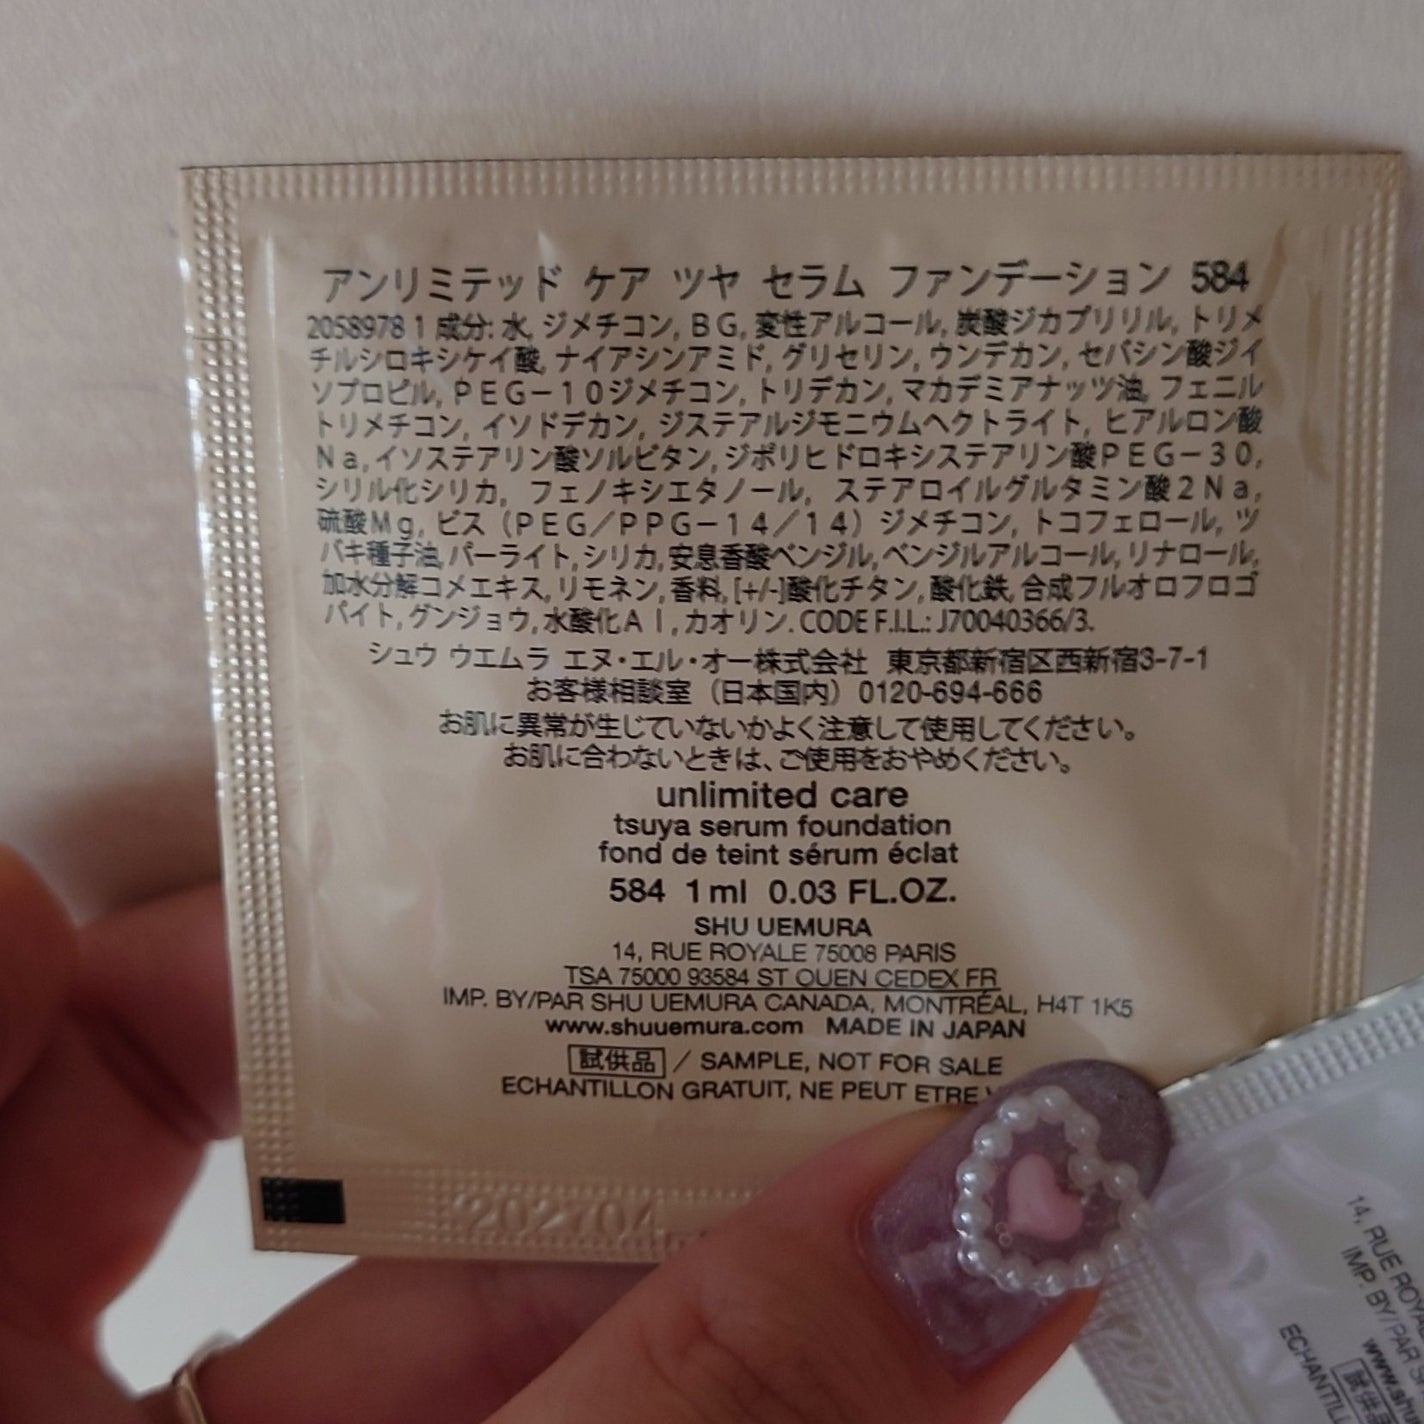 アンリミテッド ケア ツヤ セラム ファンデーション 584
2058978 1 成分: 水, ジメチコン, BG, 変性アルコール, 炭酸ジカプリリル, トリメ
チルシロキシケイ酸, ナイアシンアミド, グリセリン, ウンデカン, セバシン酸ジイ
ソプロピル, PEG－10ジメチコン, トリデカン, マカデミアナッツ油, フェニル
トリメチコン, イソドデカン, ジステアルジモニウムヘクトライト, ヒアルロン酸
Na, イソステアリン酸ソルビタン, ジポリヒドロキシステアリン酸PEG－30,
シリル化シリカ, フェノキシエタノール, ステアロイルグルタミン酸2Na,
硫酸Mg, ビス（PEG／PPG－14／14）ジメチコン, トコフェロール, ツ
バキ種子油, パーライト, シリカ, 安息香酸ベンジル, ベンジルアルコール, リナロール,
加水分解コメエキス, リモネン, 香料, [+/-]酸化チタン, 酸化鉄, 合成フルオロフロゴ
パイト, グンジョウ, 水酸化Al, カオリン. CODE F.I.L.: J70040366/3.
シュウ ウエムラ エヌ・エル・オー株式会社 東京都新宿区西新宿3-7-1
お客様相談室（日本国内）0120-694-666
お肌に異常が生じていないかよく注意して使用してください。
お肌に合わないときは、ご使用をおやめください。
unlimited care
tsuya serum foundation
fond de teint sérum éclat
584 1 ml 0.03 FL.OZ.
SHU UEMURA
14, RUE ROYALE 75008 PARIS
TSA 75000 93584 ST OUEN CEDEX FR
IMP. BY/PAR SHU UEMURA CANADA, MONTRÉAL, H4T 1K5
www.shuuemura.com MADE IN JAPAN
試供品 / SAMPLE, NOT FOR SALE
ECHANTILLON GRATUIT, NE PEUT ETRE
202704
14, RUE ROYA
IMP. BY/PAR S
www.shu
試供品
ECHANTIL